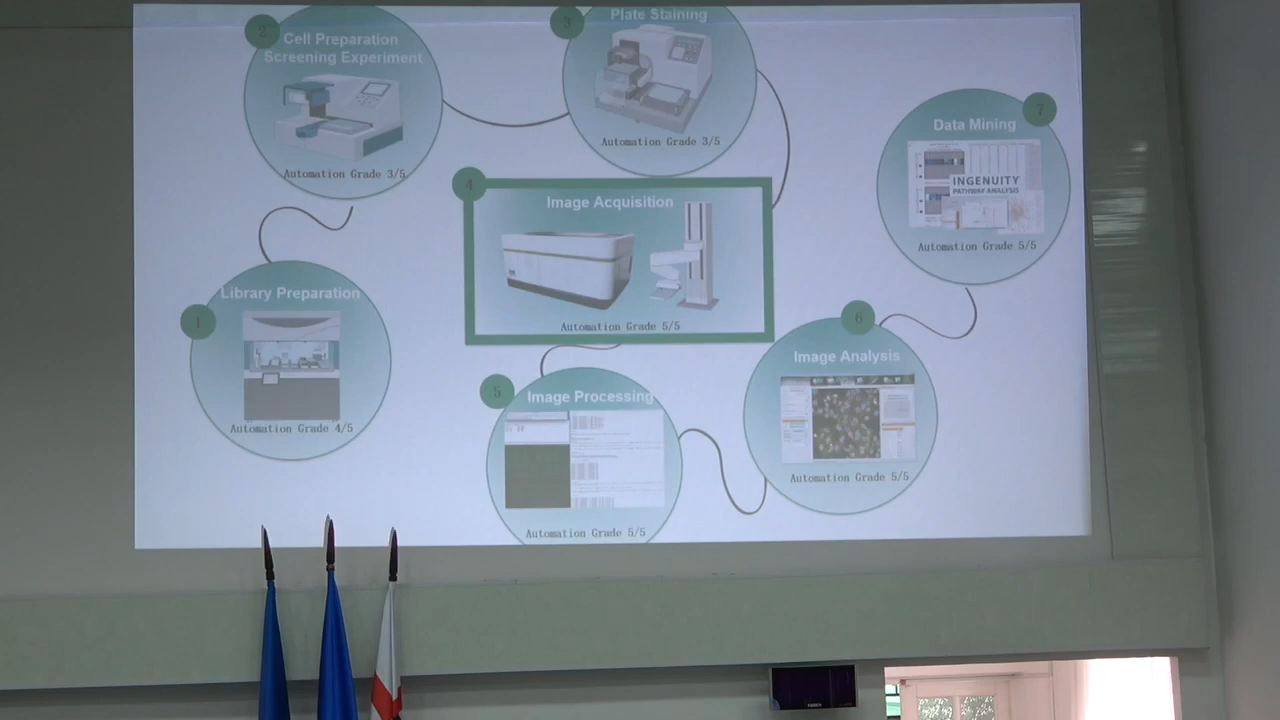 1
Library Preparation
Automation Grade 4/5
2
Cell Preparation
Screening Experiment
Automation Grade 3/5
3
Plate Staining
Automation Grade 3/5
4
Image Acquisition
Automation Grade 5/5
5
Image Processing
Automation Grade 5/5
6
Image Analysis
Automation Grade 5/5
7
Data Mining
INGENUITY
PATHWAY ANALYSIS
Automation Grade 5/5